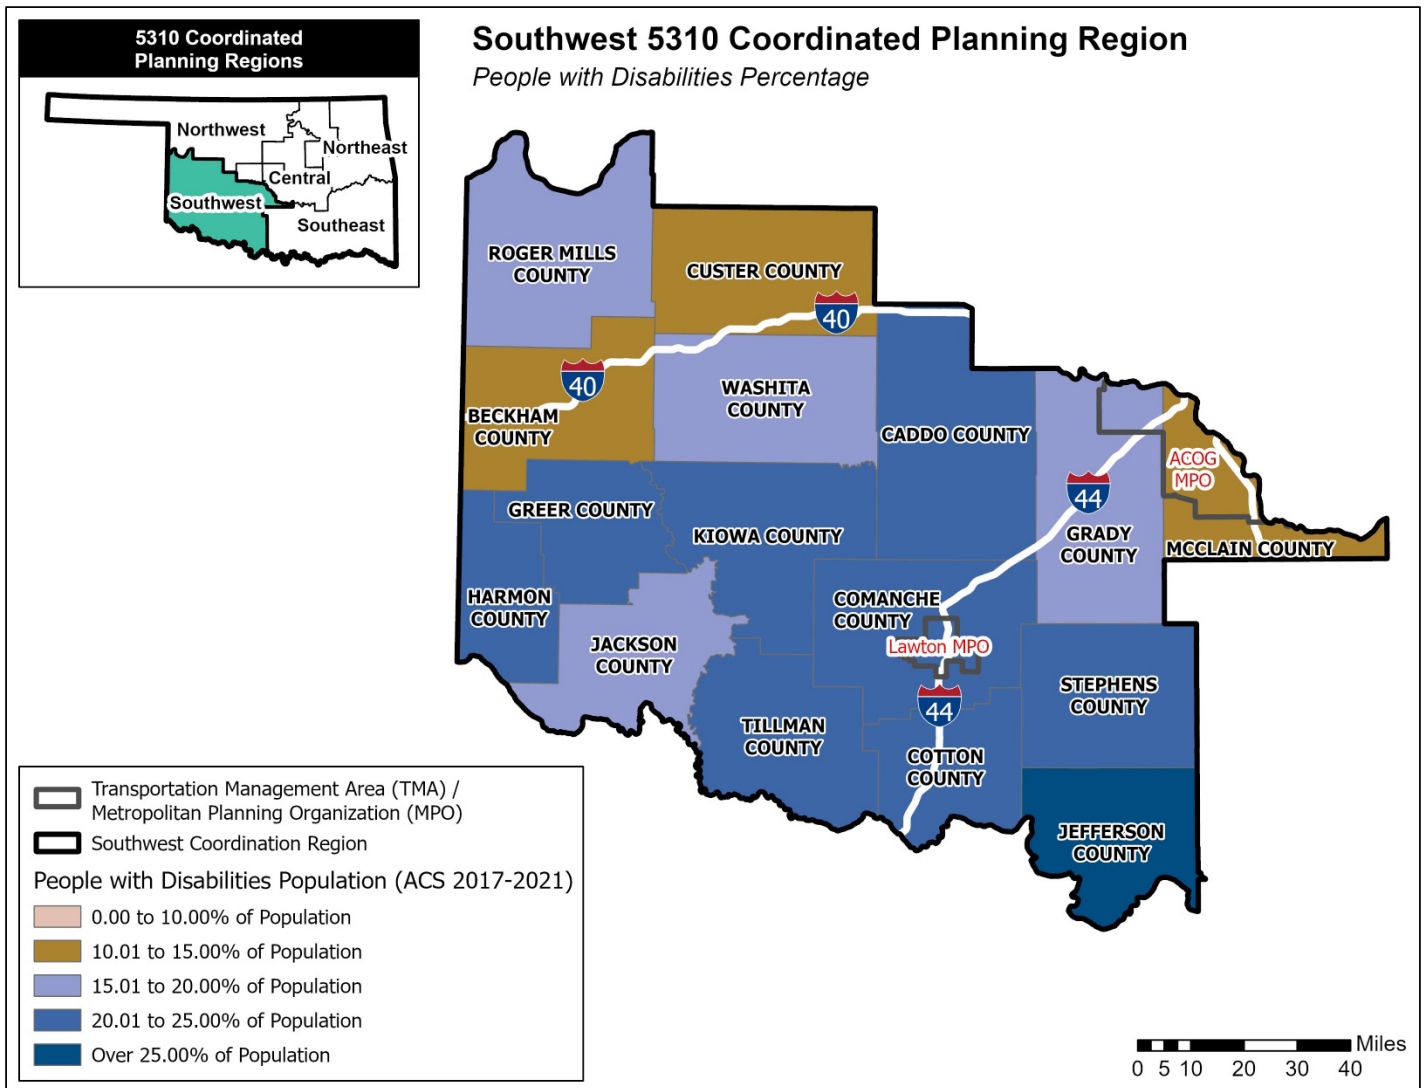 5310 Coordinated
Planning Regions
Northwest
Northeast
Central
Southwest
Southeast
Southwest 5310 Coordinated Planning Region
People with Disabilities Percentage
ROGER MILLS
COUNTY
CUSTER COUNTY
40
40
WASHITA
COUNTY
BECKHAM
COUNTY
CADDO COUNTY
ACOG
MPO
44
GREER COUNTY
KIOWA COUNTY
GRADY
COUNTY
MCCLAIN COUNTY
HARMON
COUNTY
COMANCHE
COUNTY
JACKSON
COUNTY
Lawton MPO
STEPHENS
COUNTY
44
TILLMAN
COUNTY
COTTON
COUNTY
JEFFERSON
COUNTY
Transportation Management Area (TMA) /
Metropolitan Planning Organization (MPO)
Southwest Coordination Region
People with Disabilities Population (ACS 2017-2021)
0.00 to 10.00% of Population
10.01 to 15.00% of Population
15.01 to 20.00% of Population
20.01 to 25.00% of Population
Over 25.00% of Population
Miles
0 5 10 20 30 40